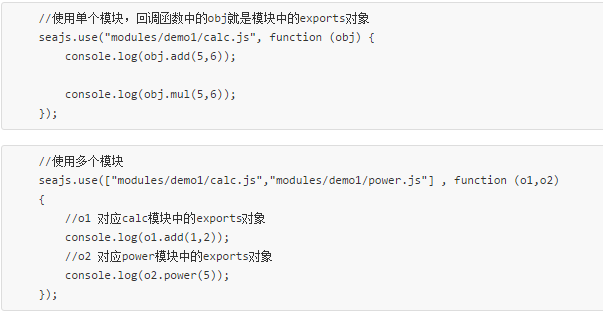 //使用单个模块，回调函数中的obj就是模块中的exports对象
seajs.use("modules/demo1/calc.js", function (obj) {
    console.log(obj.add(5,6));
    console.log(obj.mul(5,6));
});
//使用多个模块
seajs.use(["modules/demo1/calc.js","modules/demo1/power.js"] , function (o1,o2)
{
    //o1 对应calc模块中的exports对象
    console.log(o1.add(1,2));
    //o2 对应power模块中的exports对象
    console.log(o2.power(5));
});